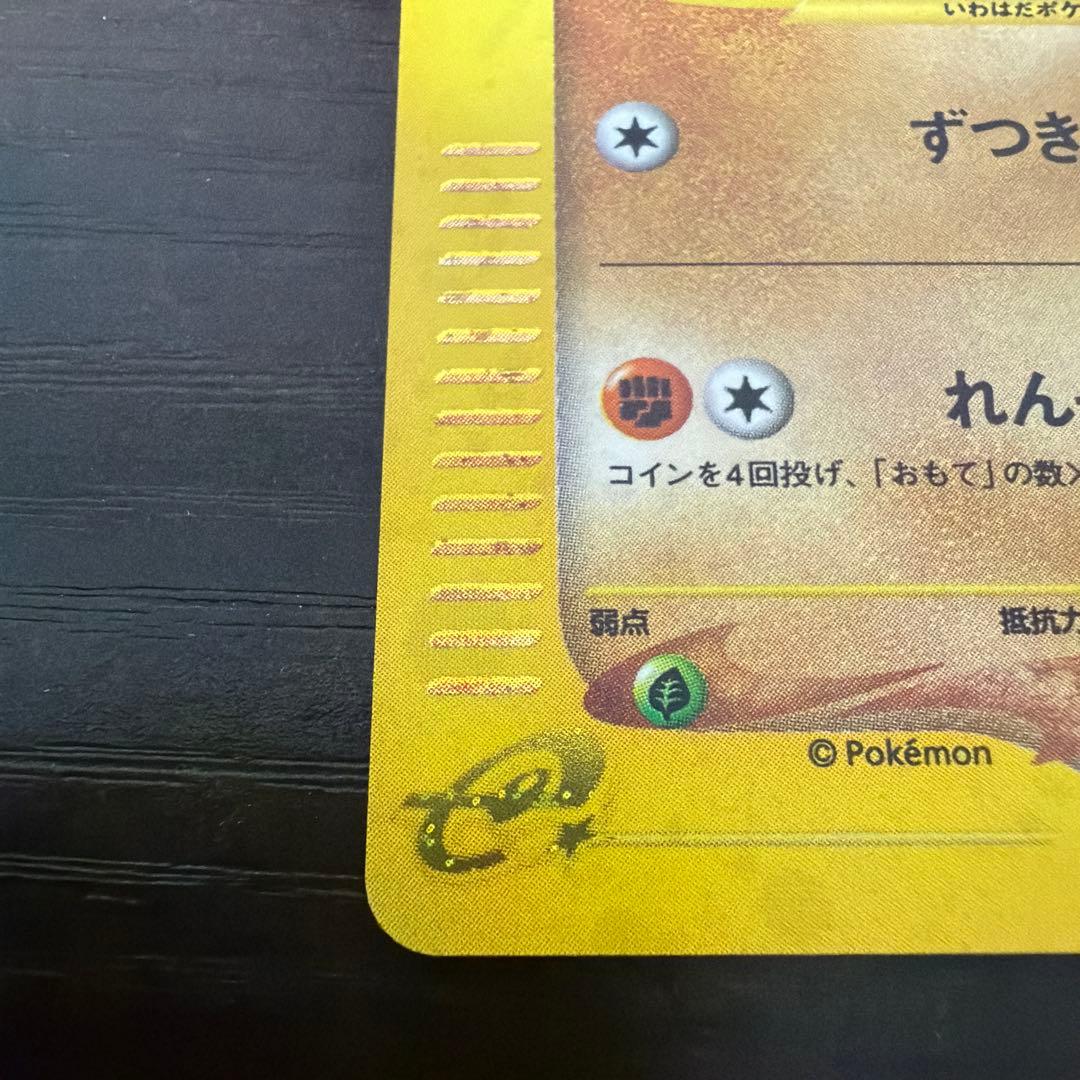 いわはだポケ
ずつき
れん
コインを4回投げ、「おもて」の数×
弱点
抵抗力
© Pokémon